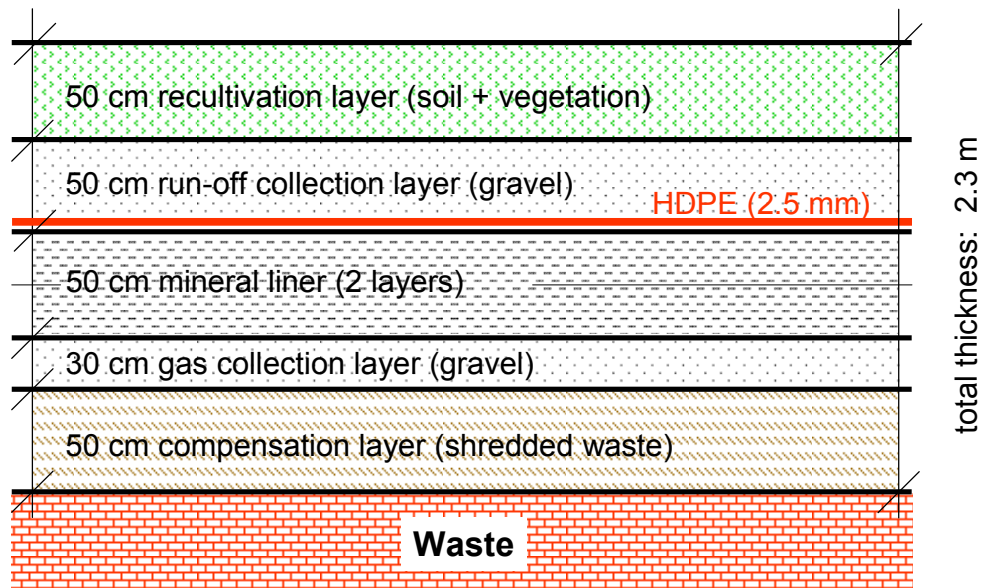 50 cm recultivation layer (soil + vegetation)
50 cm run-off collection layer (gravel)
HDPE (2.5 mm)
50 cm mineral liner (2 layers)
30 cm gas collection layer (gravel)
50 cm compensation layer (shredded waste)
Waste
total thickness: 2.3 m